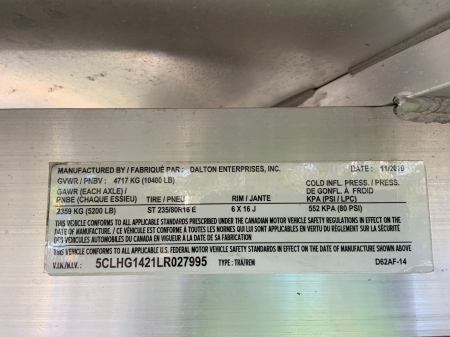 MANUFACTURED BY / FABRIQUÉ PAR : DALTON ENTERPRISES, INC. DATE : 11/2019
GVWR / PNBV : 4717 KG (10400 LB)
GAWR (EACH AXLE) / COLD INFL. PRESS. / PRESS.
PNBE (CHAQUE ESSIEU) TIRE / PNEU RIM / JANTE DE GONFL. À FROID
KPA (PSI / LPC)
2359 KG (5200 LB) ST 235/80R16 E 6 X 16 J 552 KPA (80 PSI)
THIS VEHICLE CONFORMS TO ALL APPLICABLE STANDARDS PRESCRIBED UNDER THE CANADIAN MOTOR VEHICLE SAFETY REGULATIONS IN EFFECT ON THE
DATE OF MANUFACTURE. / CE VÉHICULE EST CONFORME À TOUTES LES NORMES QUI LUI SONT APPLICABLES EN VERTU DU RÈGLEMENT SUR LA SÉCURITÉ
DES VÉHICULES AUTOMOBILES DU CANADA EN VIGUEUR À LA DATE DE SA FABRICATION.
THIS VEHICLE CONFORMS TO ALL APPLICABLE U.S. FEDERAL MOTOR VEHICLE SAFETY STANDARDS IN EFFECT ON THE DATE OF MANUFACTURE SHOWN ABOVE
V.I.N./N.I.V. : 5CLHG1421LR027995 TYPE : TRA/REM D62AF-14